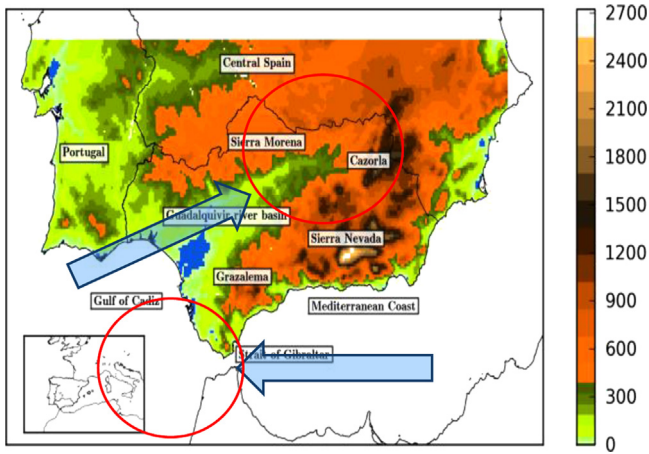 Central Spain
Sierra Morena
Portugal
Cazorla
Guadalquivir river basin
Sierra Nevada
Grazalema
Gulf of Cadiz
Mediterranean Coast
Strait of Gibraltar
2700
2400
2100
1800
1500
1200
900
600
300
0